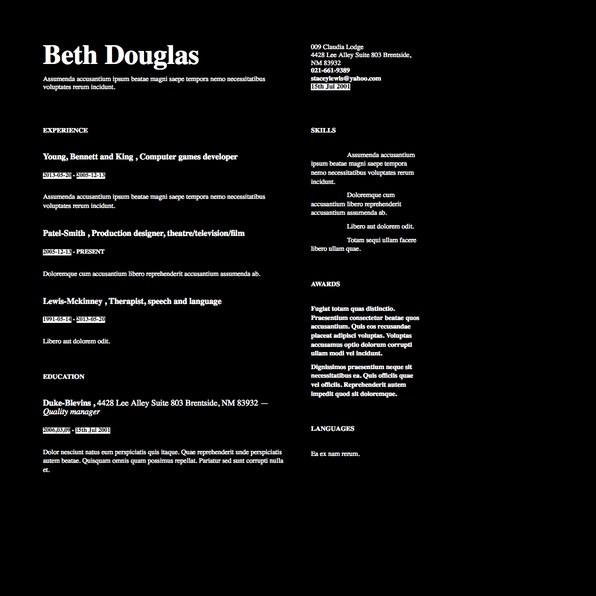 Beth Douglas
Assumenda accusantium ipsum beatae magni saepe tempora nemo necessitatibus
voluptates rerum incidunt.
009 Claudia Lodge
4428 Lee Alley Suite 803 Brentside,
NM 83932
021-661-9389
staceylewis@yahoo.com
15th Jul 2001
EXPERIENCE
Young, Bennett and King , Computer games developer
2013-05-20 - 2005-12-13
Assumenda accusantium ipsum beatae magni saepe tempora nemo necessitatibus
voluptates rerum incidunt.
Patel-Smith , Production designer, theatre/television/film
2005-12-13 - PRESENT
Doloremque cum accusantium libero reprehenderit accusantium assumenda ab.
Lewis-Mckinney , Therapist, speech and language
1991-05-14 - 2013-05-20
Libero aut dolorem odit.
EDUCATION
Duke-Blevins , 4428 Lee Alley Suite 803 Brentside, NM 83932 —
Quality manager
2006.03.09 - 15th Jul 2001
Dolor nesciunt natus eum perspiciatis quis itaque. Quae reprehenderit unde perspiciatis
autem beatae. Quisquam omnis quam possimus repellat. Pariatur sed sunt corrupti nulla
et.
SKILLS
Assumenda accusantium
ipsum beatae magni saepe tempora
nemo necessitatibus voluptates rerum
incidunt.
Doloremque cum
accusantium libero reprehenderit
accusantium assumenda ab.
Libero aut dolorem odit.
Totam sequi ullam facere
libero ullam quae.
AWARDS
Fugiat totam quas distinctio.
Praesentium consectetur beatae quos
accusantium. Quis eos recusandae
placeat adipisci voluptas. Voluptas
accusamus optio dolorum corrupti
ullam modi vel incidunt.
Dignissimos praesentium neque sit
necessitatibus ea. Quis officiis quae
vel officiis. Reprehenderit autem
impedit quod sit doloremque.
LANGUAGES
Ea ex nam rerum.